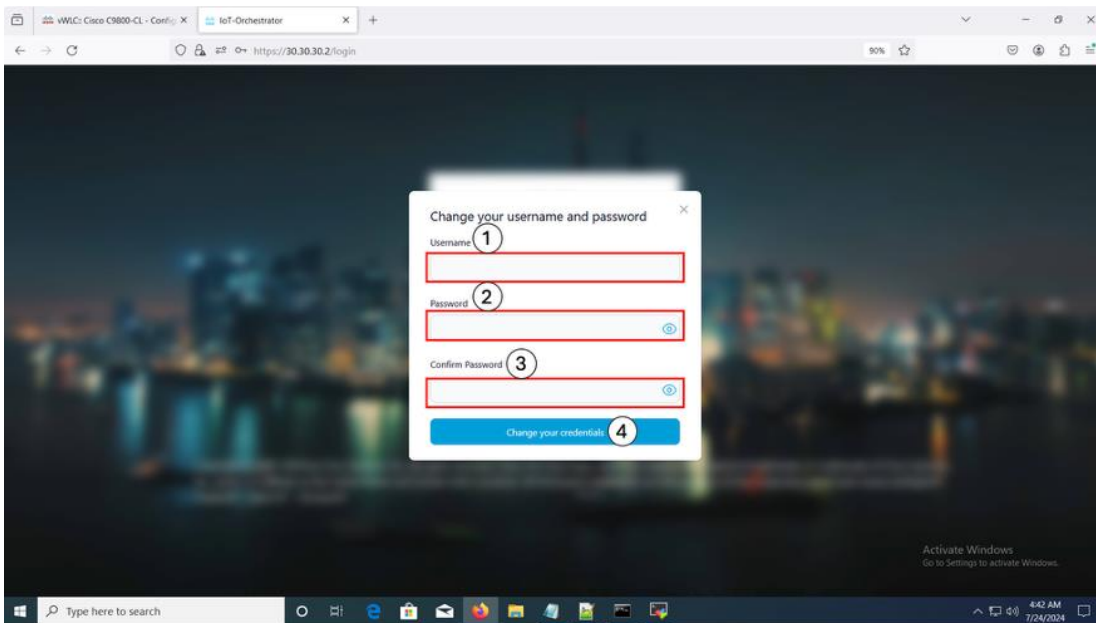 vWLC: Cisco C9800-CL - Config
IoT-Orchestrator
https://30.30.30.2/login
90%
Change your username and password
Username 1
Password 2
Confirm Password 3
Change your credentials 4
Activate Windows
Go to Settings to activate Windows.
Type here to search
4:42 AM
7/24/2024